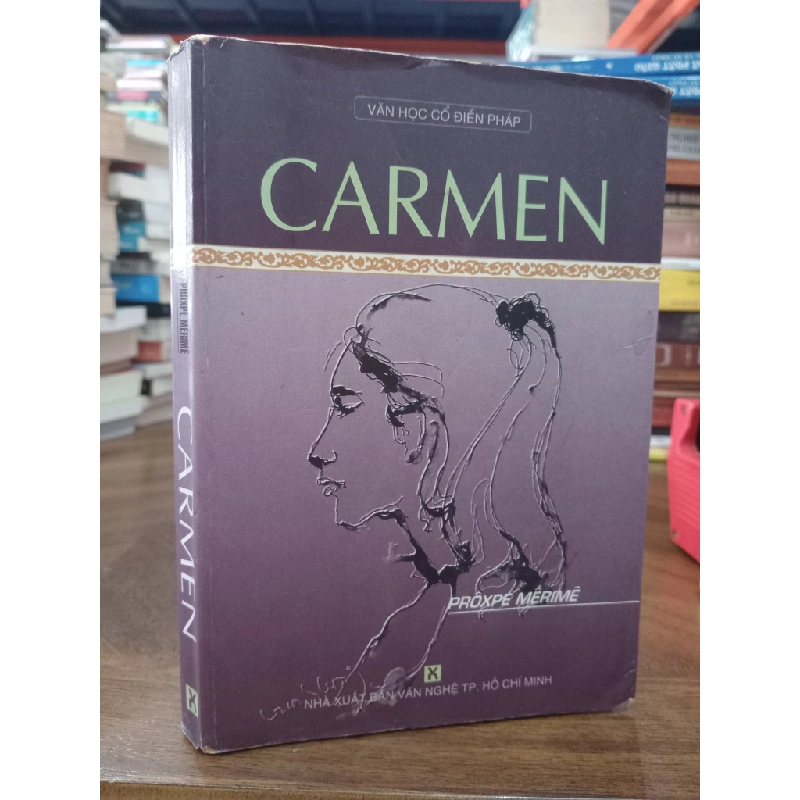 VĂN HỌC CỔ ĐIỂN PHÁP
CARMEN
PRÔXPE MÊRIMÊ
NHÀ XUẤT BẢN VĂN NGHỆ TP. HỒ CHÍ MINH
PRÔXPE MÊRIMÊ
CARMEN